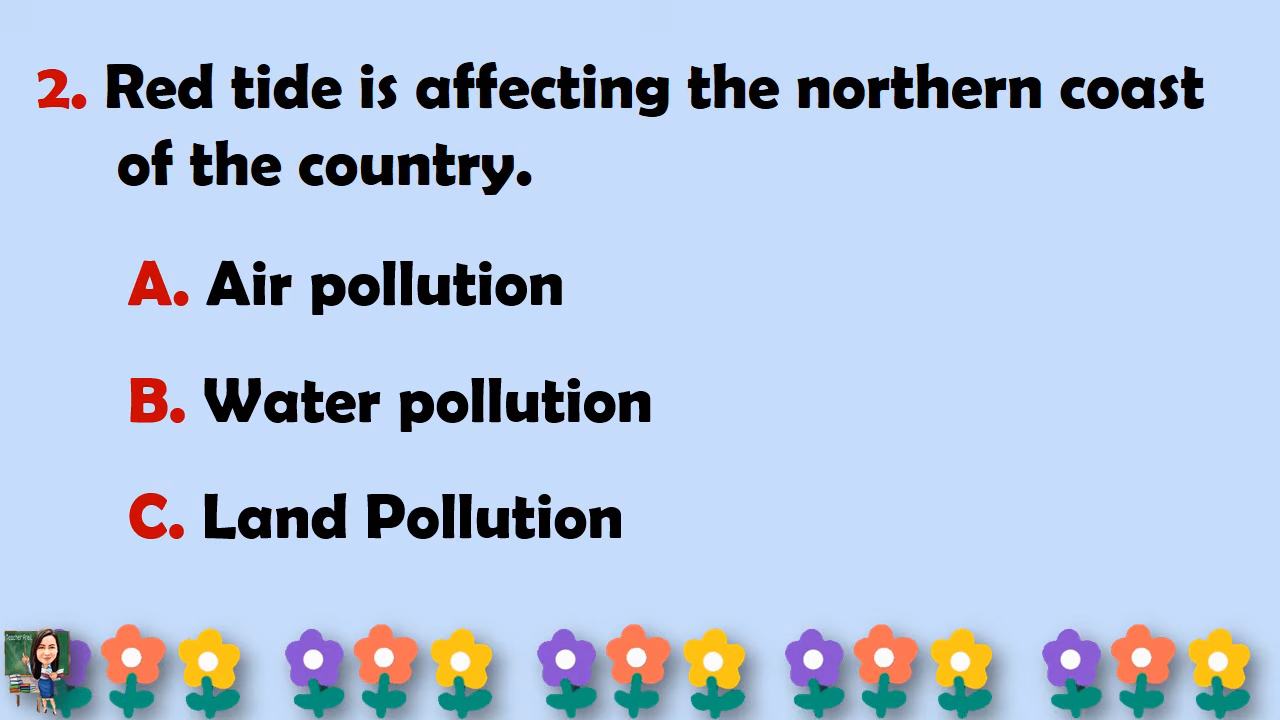 2. Red tide is affecting the northern coast
of the country.
A. Air pollution
B. Water pollution
C. Land Pollution